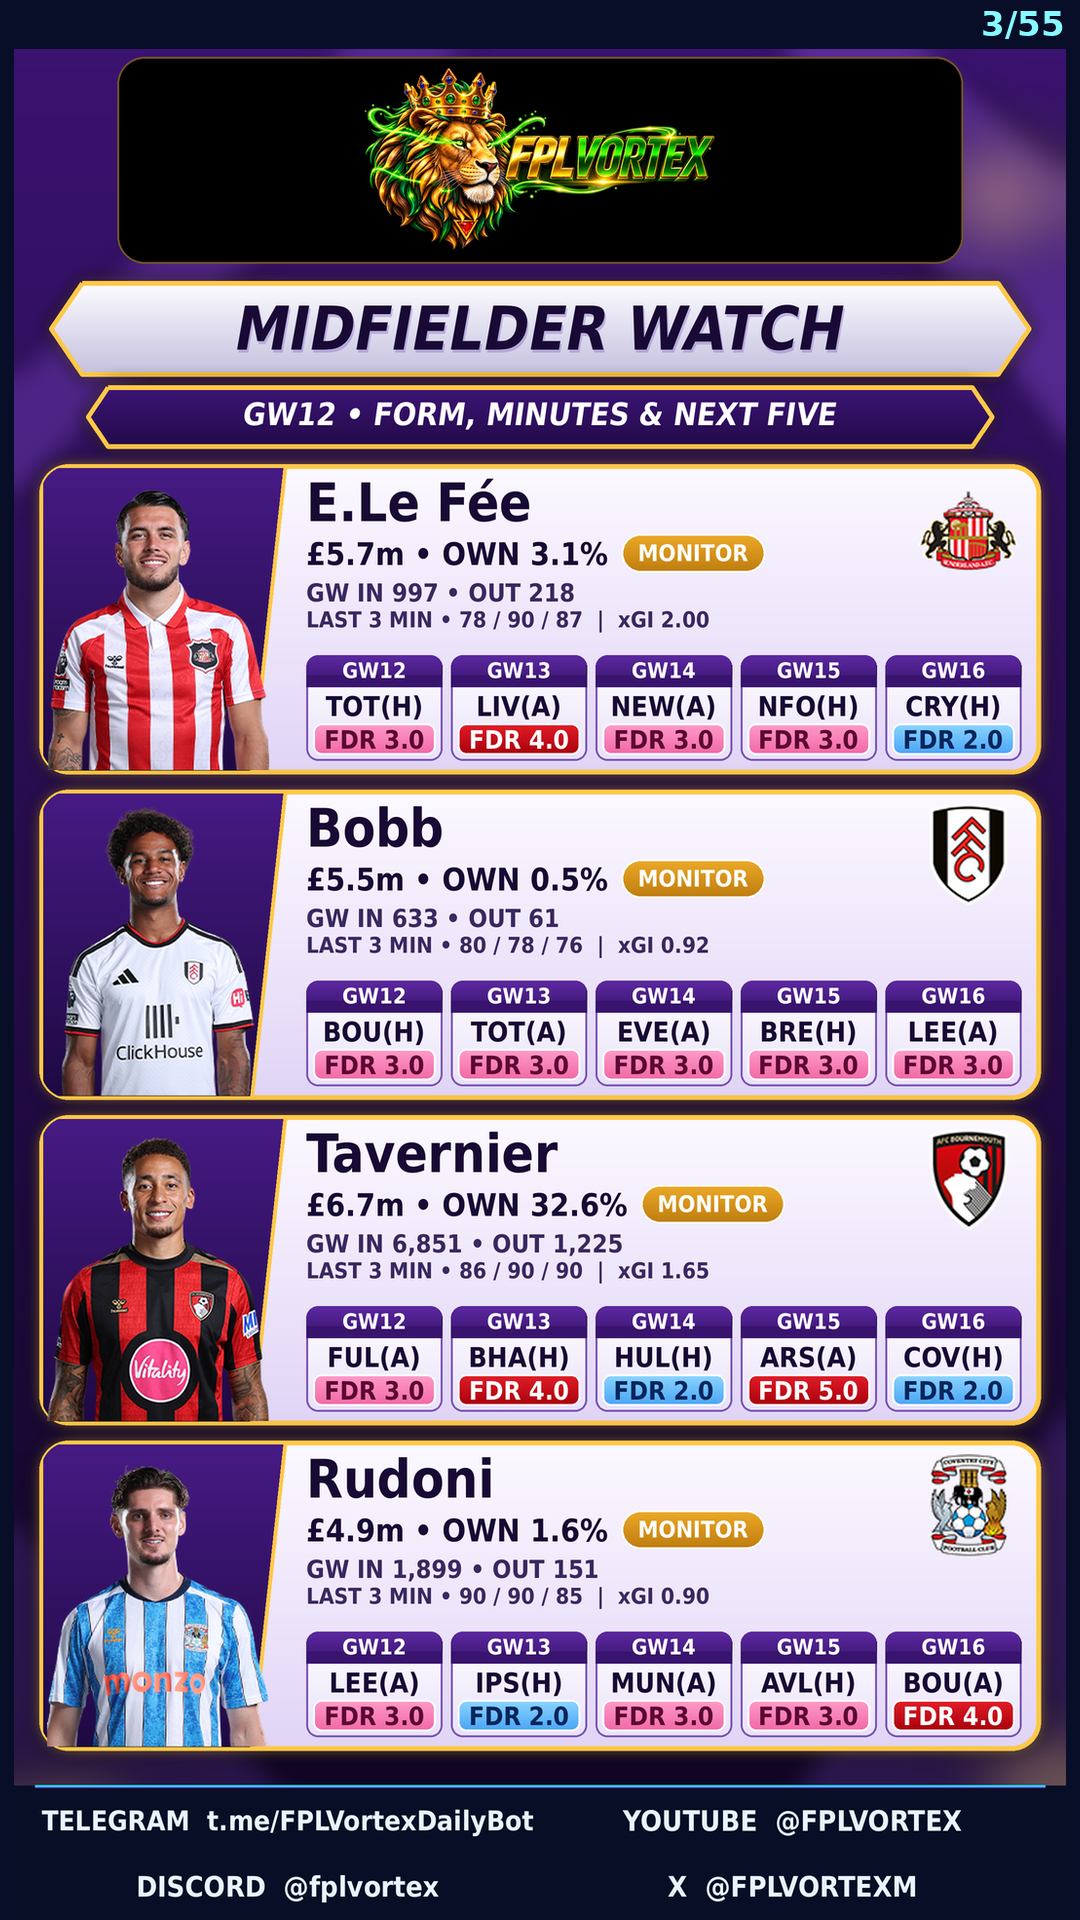 3/55
FPLVORTEX
MIDFIELDER WATCH
GW12 • FORM, MINUTES & NEXT FIVE
E.Le Fée
£5.7m • OWN 3.1% MONITOR
GW IN 997 • OUT 218
LAST 3 MIN • 78 / 90 / 87 | xGI 2.00
GW12 GW13 GW14 GW15 GW16
TOT(H) LIV(A) NEW(A) NFO(H) CRY(H)
FDR 3.0 FDR 4.0 FDR 3.0 FDR 3.0 FDR 2.0
Bobb
£5.5m • OWN 0.5% MONITOR
GW IN 633 • OUT 61
LAST 3 MIN • 80 / 78 / 76 | xGI 0.92
ClickHouse
GW12 GW13 GW14 GW15 GW16
BOU(H) TOT(A) EVE(A) BRE(H) LEE(A)
FDR 3.0 FDR 3.0 FDR 3.0 FDR 3.0 FDR 3.0
AFC BOURNEMOUTH
Tavernier
£6.7m • OWN 32.6% MONITOR
GW IN 6,851 • OUT 1,225
LAST 3 MIN • 86 / 90 / 90 | xGI 1.65
Vitality
GW12 GW13 GW14 GW15 GW16
FUL(A) BHA(H) HUL(H) ARS(A) COV(H)
FDR 3.0 FDR 4.0 FDR 2.0 FDR 5.0 FDR 2.0
COVENTRY CITY
FOOTBALL CLUB
Rudoni
£4.9m • OWN 1.6% MONITOR
GW IN 1,899 • OUT 151
LAST 3 MIN • 90 / 90 / 85 | xGI 0.90
monzo
GW12 GW13 GW14 GW15 GW16
LEE(A) IPS(H) MUN(A) AVL(H) BOU(A)
FDR 3.0 FDR 2.0 FDR 3.0 FDR 3.0 FDR 4.0
TELEGRAM t.me/FPLVortexDailyBot YOUTUBE @FPLVORTEX
DISCORD @fplvortex X @FPLVORTEXM